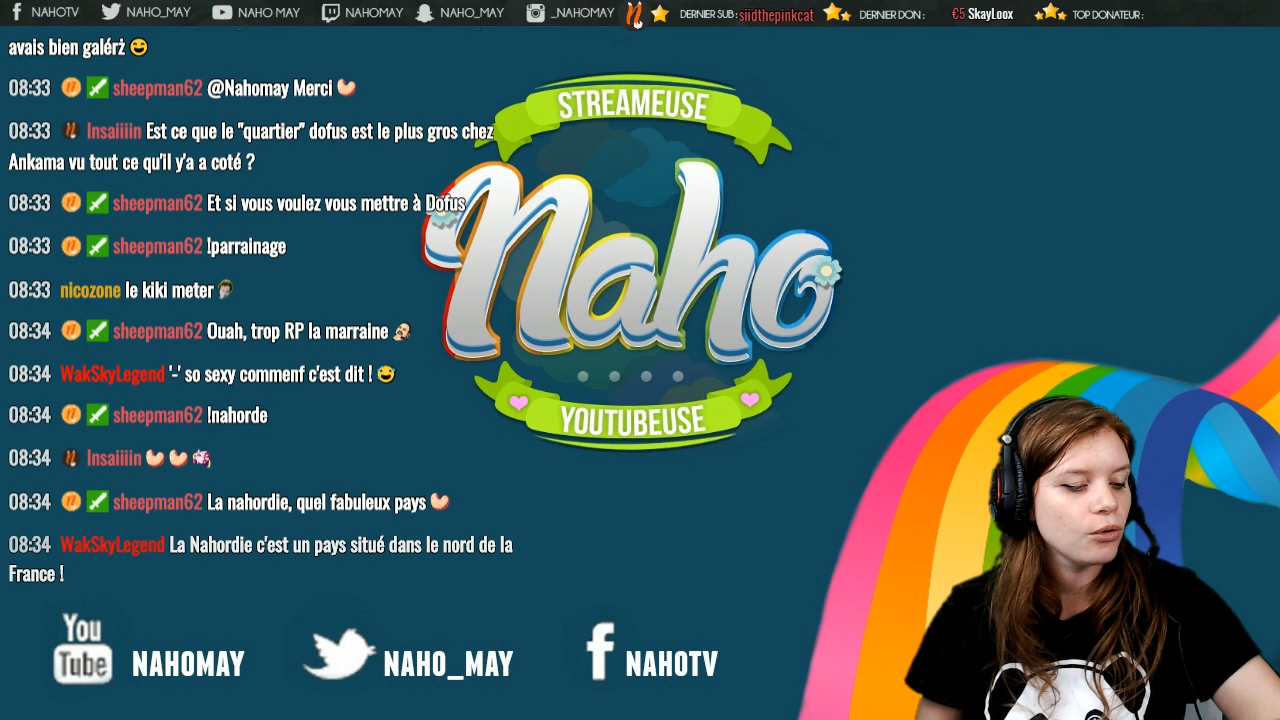 NAHOTV NAHO_MAY NAHO MAY NAHOMAY NAHO_MAY _NAHOMAY DERNIER SUB : siidthepinkcat DERNIER DON : €5 SkayLoox TOP DONATEUR :
avais bien galérż
08:33 sheepman62 @Nahomay Merci
08:33 Insaiiiin Est ce que le "quartier" dofus est le plus gros chez
Ankama vu tout ce qu'il y'a a coté ?
08:33 sheepman62 Et si vous voulez vous mettre à Dofus
08:33 sheepman62 !parrainage
08:33 nicozone le kiki meter
08:34 sheepman62 Ouah, trop RP la marraine
08:34 WakSkyLegend '-' so sexy commenf c'est dit !
08:34 sheepman62 !nahorde
08:34 Insaiiiin
08:34 sheepman62 La nahordie, quel fabuleux pays
08:34 WakSkyLegend La Nahordie c'est un pays situé dans le nord de la
France !
STREAMEUSE
Naho
YOUTUBEUSE
You
Tube
NAHOMAY
NAHO_MAY
NAHOTV